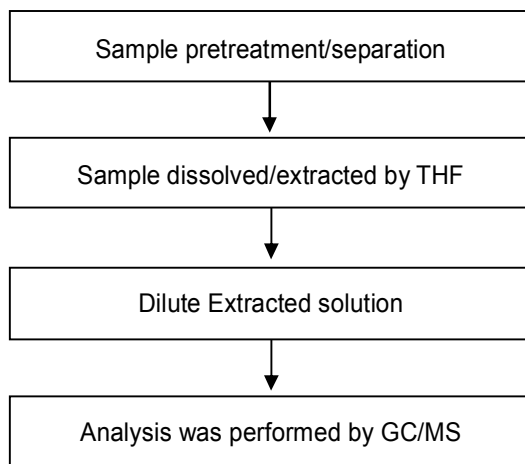 Sample pretreatment/separation
Sample dissolved/extracted by THF
Dilute Extracted solution
Analysis was performed by GC/MS